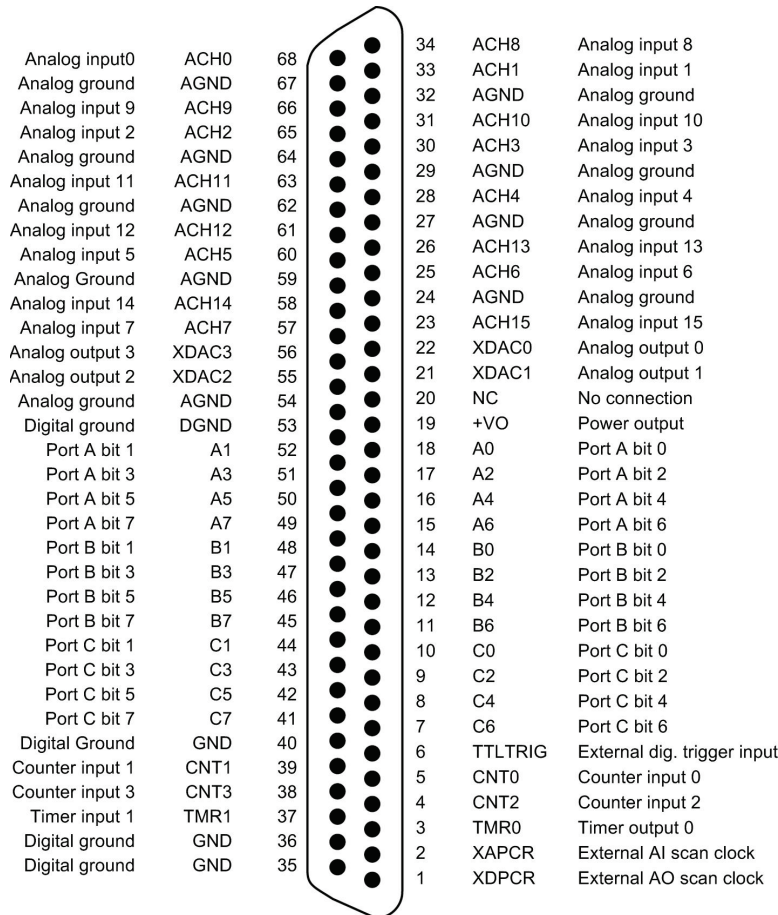 Analog input0 ACH0 68
Analog ground AGND 67
Analog input 9 ACH9 66
Analog input 2 ACH2 65
Analog ground AGND 64
Analog input 11 ACH11 63
Analog ground AGND 62
Analog input 12 ACH12 61
Analog input 5 ACH5 60
Analog Ground AGND 59
Analog input 14 ACH14 58
Analog input 7 ACH7 57
Analog output 3 XDAC3 56
Analog output 2 XDAC2 55
Analog ground AGND 54
Digital ground DGND 53
Port A bit 1 A1 52
Port A bit 3 A3 51
Port A bit 5 A5 50
Port A bit 7 A7 49
Port B bit 1 B1 48
Port B bit 3 B3 47
Port B bit 5 B5 46
Port B bit 7 B7 45
Port C bit 1 C1 44
Port C bit 3 C3 43
Port C bit 5 C5 42
Port C bit 7 C7 41
Digital Ground GND 40
Counter input 1 CNT1 39
Counter input 3 CNT3 38
Timer input 1 TMR1 37
Digital ground GND 36
Digital ground GND 35
34 ACH8 Analog input 8
33 ACH1 Analog input 1
32 AGND Analog ground
31 ACH10 Analog input 10
30 ACH3 Analog input 3
29 AGND Analog ground
28 ACH4 Analog input 4
27 AGND Analog ground
26 ACH13 Analog input 13
25 ACH6 Analog input 6
24 AGND Analog ground
23 ACH15 Analog input 15
22 XDAC0 Analog output 0
21 XDAC1 Analog output 1
20 NC No connection
19 +VO Power output
18 A0 Port A bit 0
17 A2 Port A bit 2
16 A4 Port A bit 4
15 A6 Port A bit 6
14 B0 Port B bit 0
13 B2 Port B bit 2
12 B4 Port B bit 4
11 B6 Port B bit 6
10 C0 Port C bit 0
9 C2 Port C bit 2
8 C4 Port C bit 4
7 C6 Port C bit 6
6 TTLTRIG External dig. trigger input
5 CNT0 Counter input 0
4 CNT2 Counter input 2
3 TMR0 Timer output 0
2 XAPCR External AI scan clock
1 XDPCR External AO scan clock